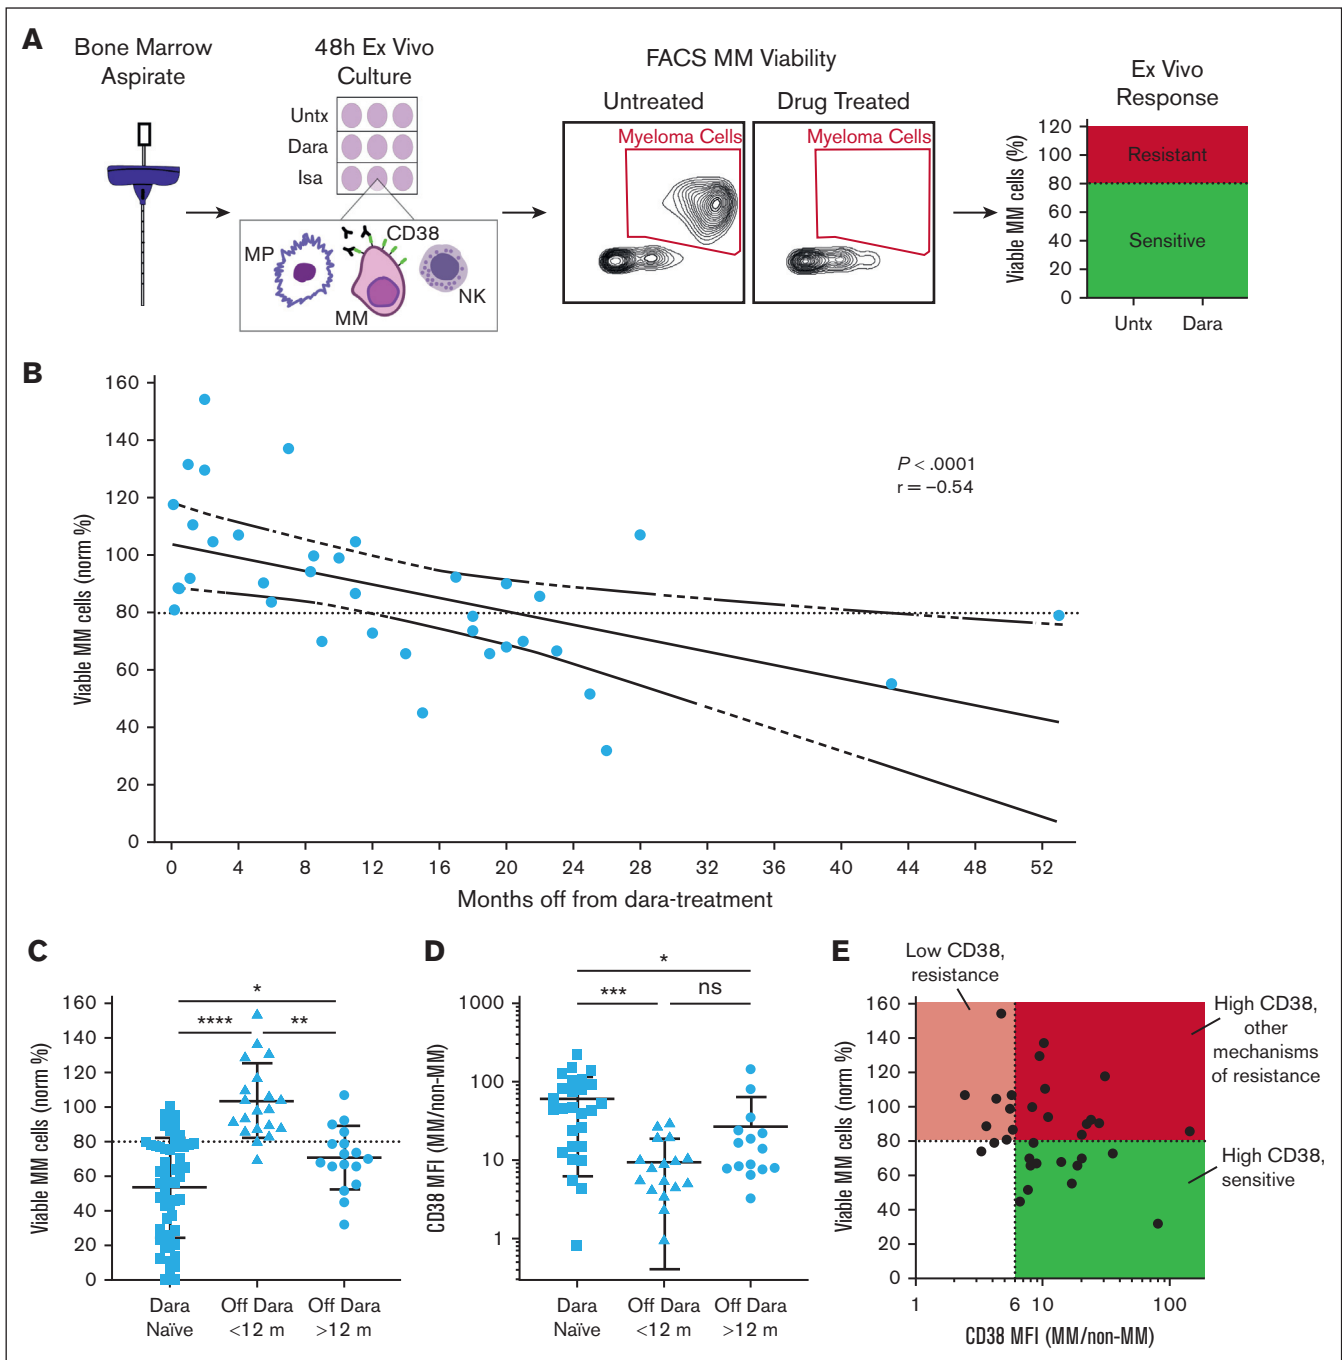 A
Bone Marrow
Aspirate
48h Ex Vivo
Culture
Untx
Dara
Isa
MP
CD38
MM
NK
FACS MM Viability
Untreated
Drug Treated
Myeloma Cells
Myeloma Cells
Ex Vivo
Response
Viable MM cells (%)
120
100
80
60
40
20
0
Resistant
Sensitive
Untx
Dara
B
Viable MM cells (norm %)
160
140
120
100
80
60
40
20
0
P < .0001
r = −0.54
0 4 8 12 16 20 24 28 32 36 40 44 48 52
Months off from dara-treatment
C
Viable MM cells (norm %)
160
140
120
100
80
60
40
20
0
*
**** **
Dara
Naïve
Off Dara
<12 m
Off Dara
>12 m
D
CD38 MFI (MM/non-MM)
1000
100
10
1
*
*** ns
Dara
Naïve
Off Dara
<12 m
Off Dara
>12 m
E
Low CD38,
resistance
High CD38,
other
mechanisms
of resistance
High CD38,
sensitive
Viable MM cells (norm %)
160
140
120
100
80
60
40
20
0
1 6 10 100
CD38 MFI (MM/non-MM)